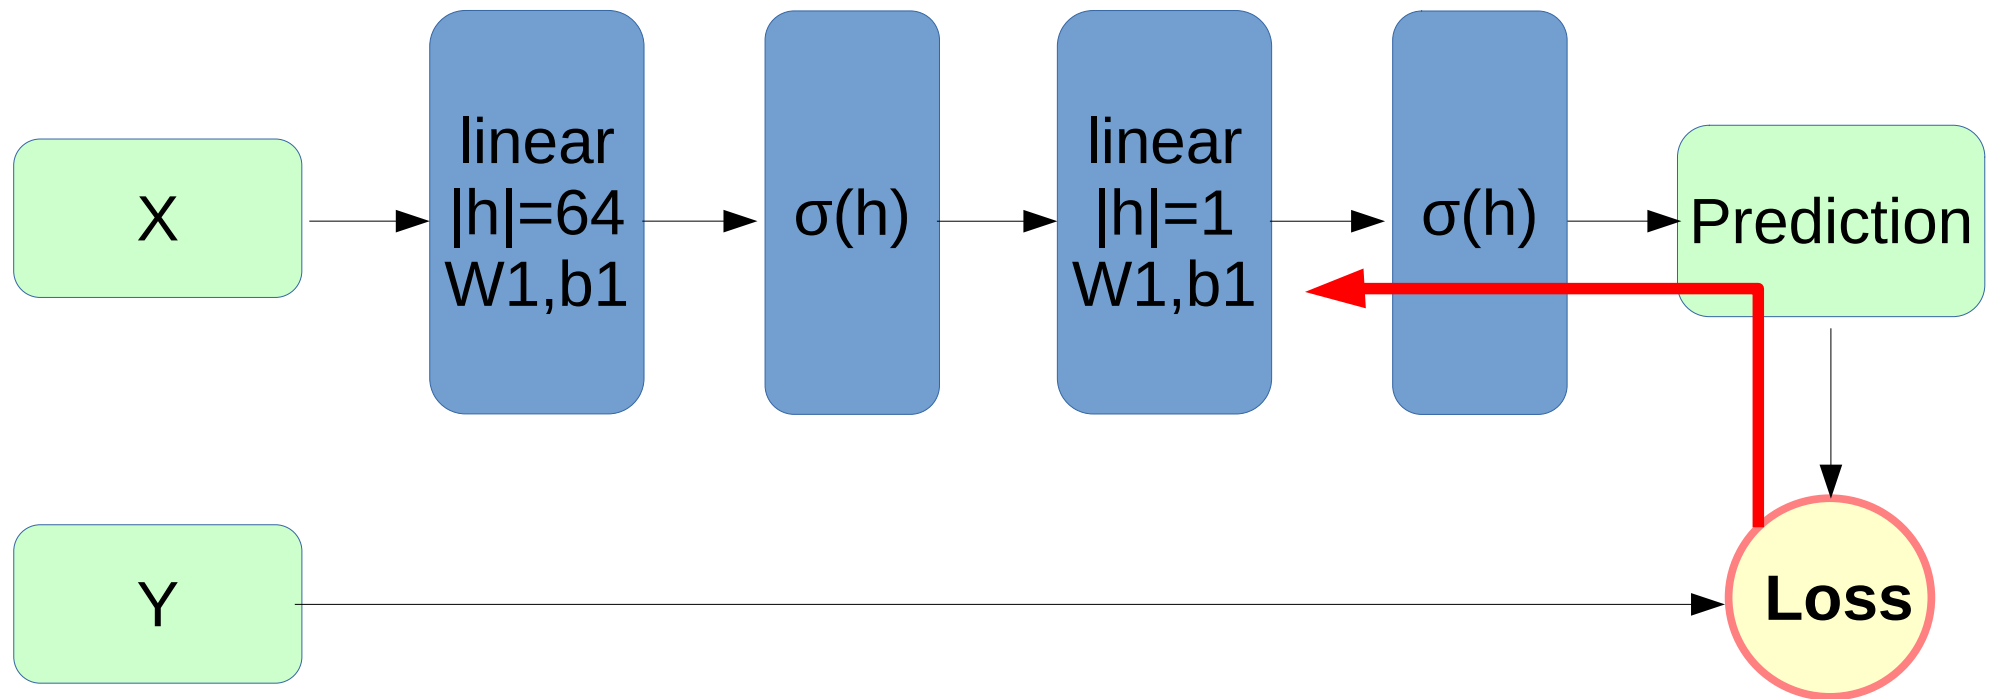 X
linear
|h|=64
W1,b1
σ(h)
linear
|h|=1
W1,b1
σ(h)
Prediction
Y
Loss